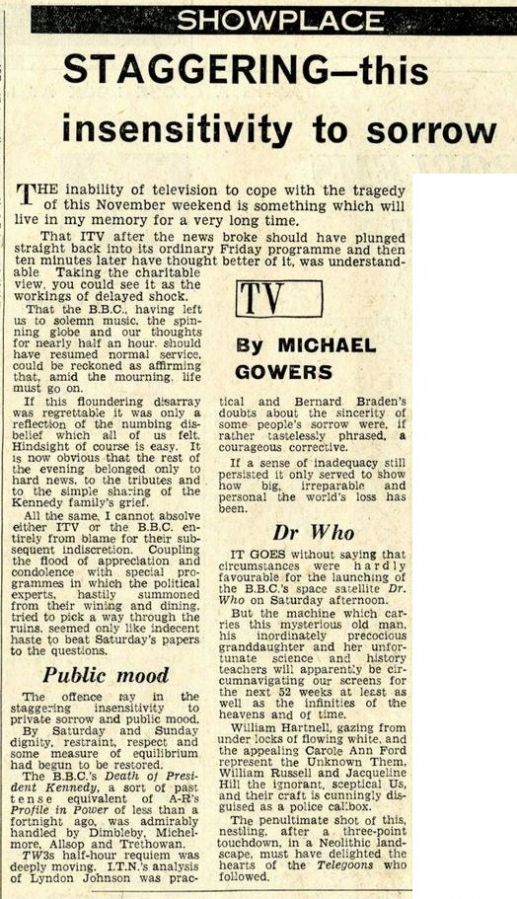 SHOWPLACE
STAGGERING—this
insensitivity to sorrow
THE inability of television to cope with the tragedy
of this November weekend is something which will
live in my memory for a very long time.
That ITV after the news broke should have plunged
straight back into its ordinary Friday programme and then
ten minutes later have thought better of it, was understand-
able Taking the charitable
view, you could see it as the
workings of delayed shock.
That the B.B.C., having left
us to solemn music, the spin-
ning globe and our thoughts
for nearly half an hour, should
have resumed normal service,
could be reckoned as affirming
that, amid the mourning, life
must go on.
If this floundering disarray
was regrettable it was only a
reflection of the numbing dis-
belief which all of us felt.
Hindsight of course is easy. It
is now obvious that the rest of
the evening belonged only to
hard news, to the tributes and
to the simple sharing of the
Kennedy family's grief.
All the same, I cannot absolve
either ITV or the B.B.C. en-
tirely from blame for their sub-
sequent indiscretion. Coupling
the flood of appreciation and
condolence with special pro-
grammes in which the political
experts, hastily summoned
from their wining and dining,
tried to pick a way through the
ruins, seemed only like indecent
haste to beat Saturday's papers
to the questions.
Public mood
The offence lay in the
staggering insensitivity to
private sorrow and public mood.
By Saturday and Sunday
dignity, restraint, respect and
some measure of equilibrium
had begun to be restored.
The B.B.C.'s Death of Presi-
dent Kennedy, a sort of past
tense equivalent of A-R's
Profile in Power of less than a
fortnight ago, was admirably
handled by Dimbleby, Michel-
more, Allsop and Trethowan.
TW3s half-hour requiem was
deeply moving. I.T.N.'s analysis
of Lyndon Johnson was prac-
TV
By MICHAEL
GOWERS
tical and Bernard Braden's
doubts about the sincerity of
some people's sorrow were, if
rather tastelessly phrased, a
courageous corrective.
If a sense of inadequacy still
persisted it only served to show
how big, irreparable and
personal the world's loss has
been.
Dr Who
IT GOES without saying that
circumstances were hardly
favourable for the launching of
the B.B.C.'s space satellite Dr.
Who on Saturday afternoon.
But the machine which car-
ries this mysterious old man,
his inordinately precocious
granddaughter and her unfor-
tunate science and history
teachers will apparently be cir-
cumnavigating our screens for
the next 52 weeks at least as
well as the infinities of the
heavens and of time.
William Hartnell, gazing from
under locks of flowing white, and
the appealing Carole Ann Ford
represent the Unknown Them,
William Russell and Jacqueline
Hill the ignorant, sceptical Us,
and their craft is cunningly dis-
guised as a police callbox.
The penultimate shot of this,
nestling, after a three-point
touchdown, in a Neolithic land-
scape, must have delighted the
hearts of the Telegoons who
followed.